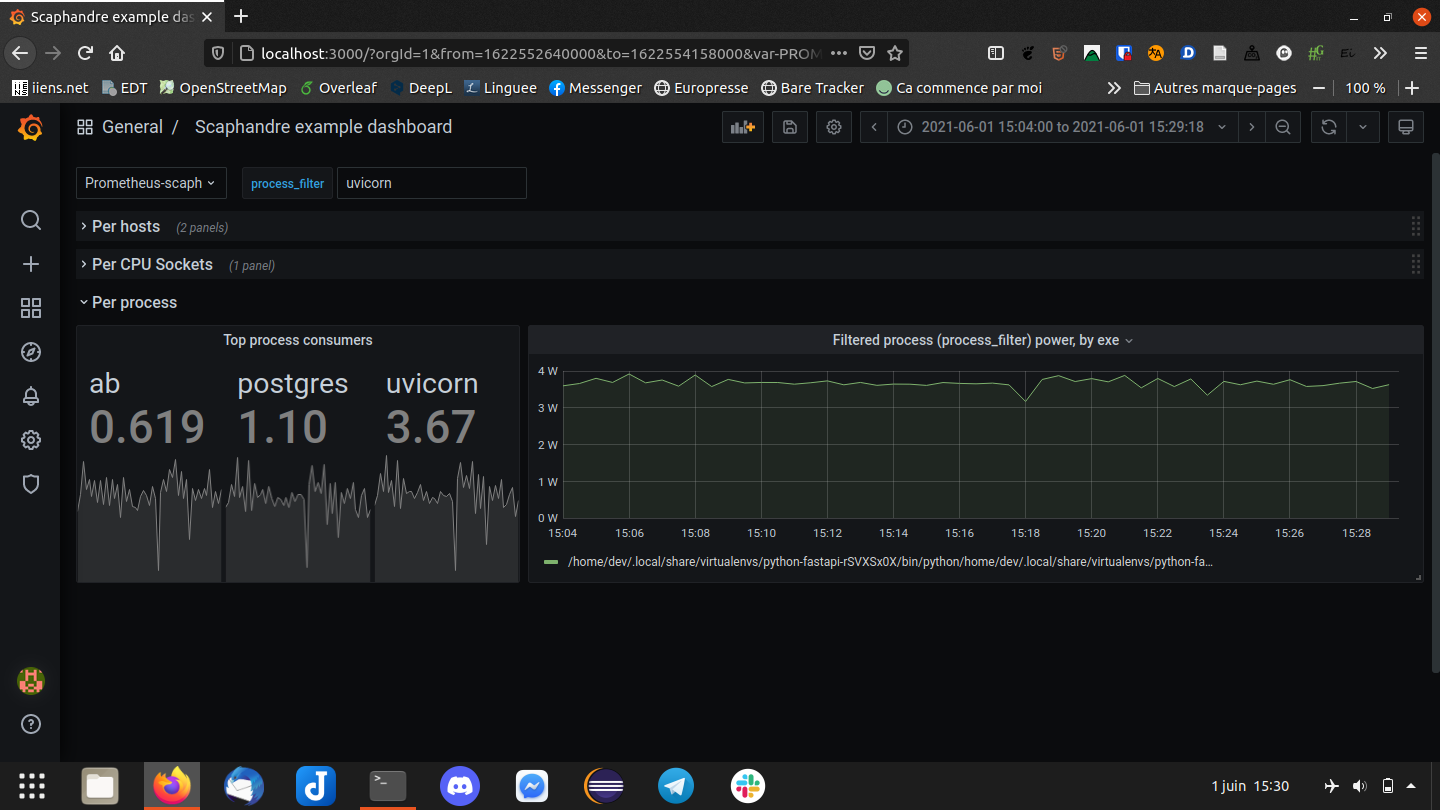 Scaphandre example das
localhost:3000/?orgId=1&from=1622552640000&to=1622554158000&var-PROM
iiens.net EDT OpenStreetMap Overleaf DeepL Linguee Messenger Europresse Bare Tracker Ca commence par moi Autres marque-pages 100 %
General / Scaphandre example dashboard 2021-06-01 15:04:00 to 2021-06-01 15:29:18
Prometheus-scaph process_filter uvicorn
Per hosts (2 panels)
Per CPU Sockets (1 panel)
Per process
Top process consumers
ab postgres uvicorn
0.619 1.10 3.67
Filtered process (process_filter) power, by exe
4 W
3 W
2 W
1 W
0 W
15:04 15:06 15:08 15:10 15:12 15:14 15:16 15:18 15:20 15:22 15:24 15:26 15:28
/home/dev/.local/share/virtualenvs/python-fastapi-rSVXSx0X/bin/python/home/dev/.local/share/virtualenvs/python-fa…
1 juin 15:30